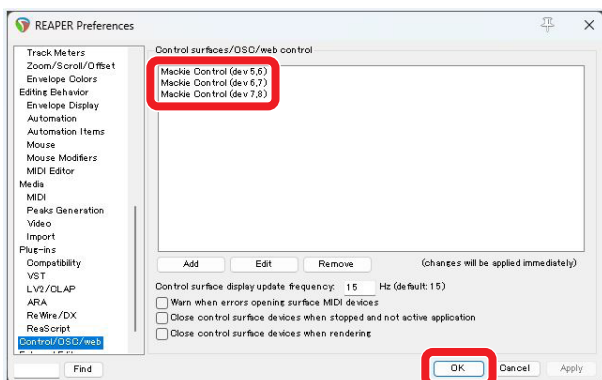 REAPER Preferences
Track Meters
Zoom/Scroll/Offset
Envelope Colors
Editing Behavior
Envelope Display
Automation
Automation Items
Mouse
Mouse Modifiers
MIDI Editor
Media
MIDI
Peaks Generation
Video
Import
Plug-ins
Compatibility
VST
LV2/CLAP
ARA
ReWire/DX
ReaScript
Control/OSC/web
Find
Control surfaces/OSC/web control
Mackie Control (dev 5,6)
Mackie Control (dev 6,7)
Mackie Control (dev 7,8)
Add Edit Remove (changes will be applied immediately)
Control surface display update frequency: 15 Hz (default: 15)
Warn when errors opening surface MIDI devices
Close control surface devices when stopped and not active application
Close control surface devices when rendering
OK Cancel Apply